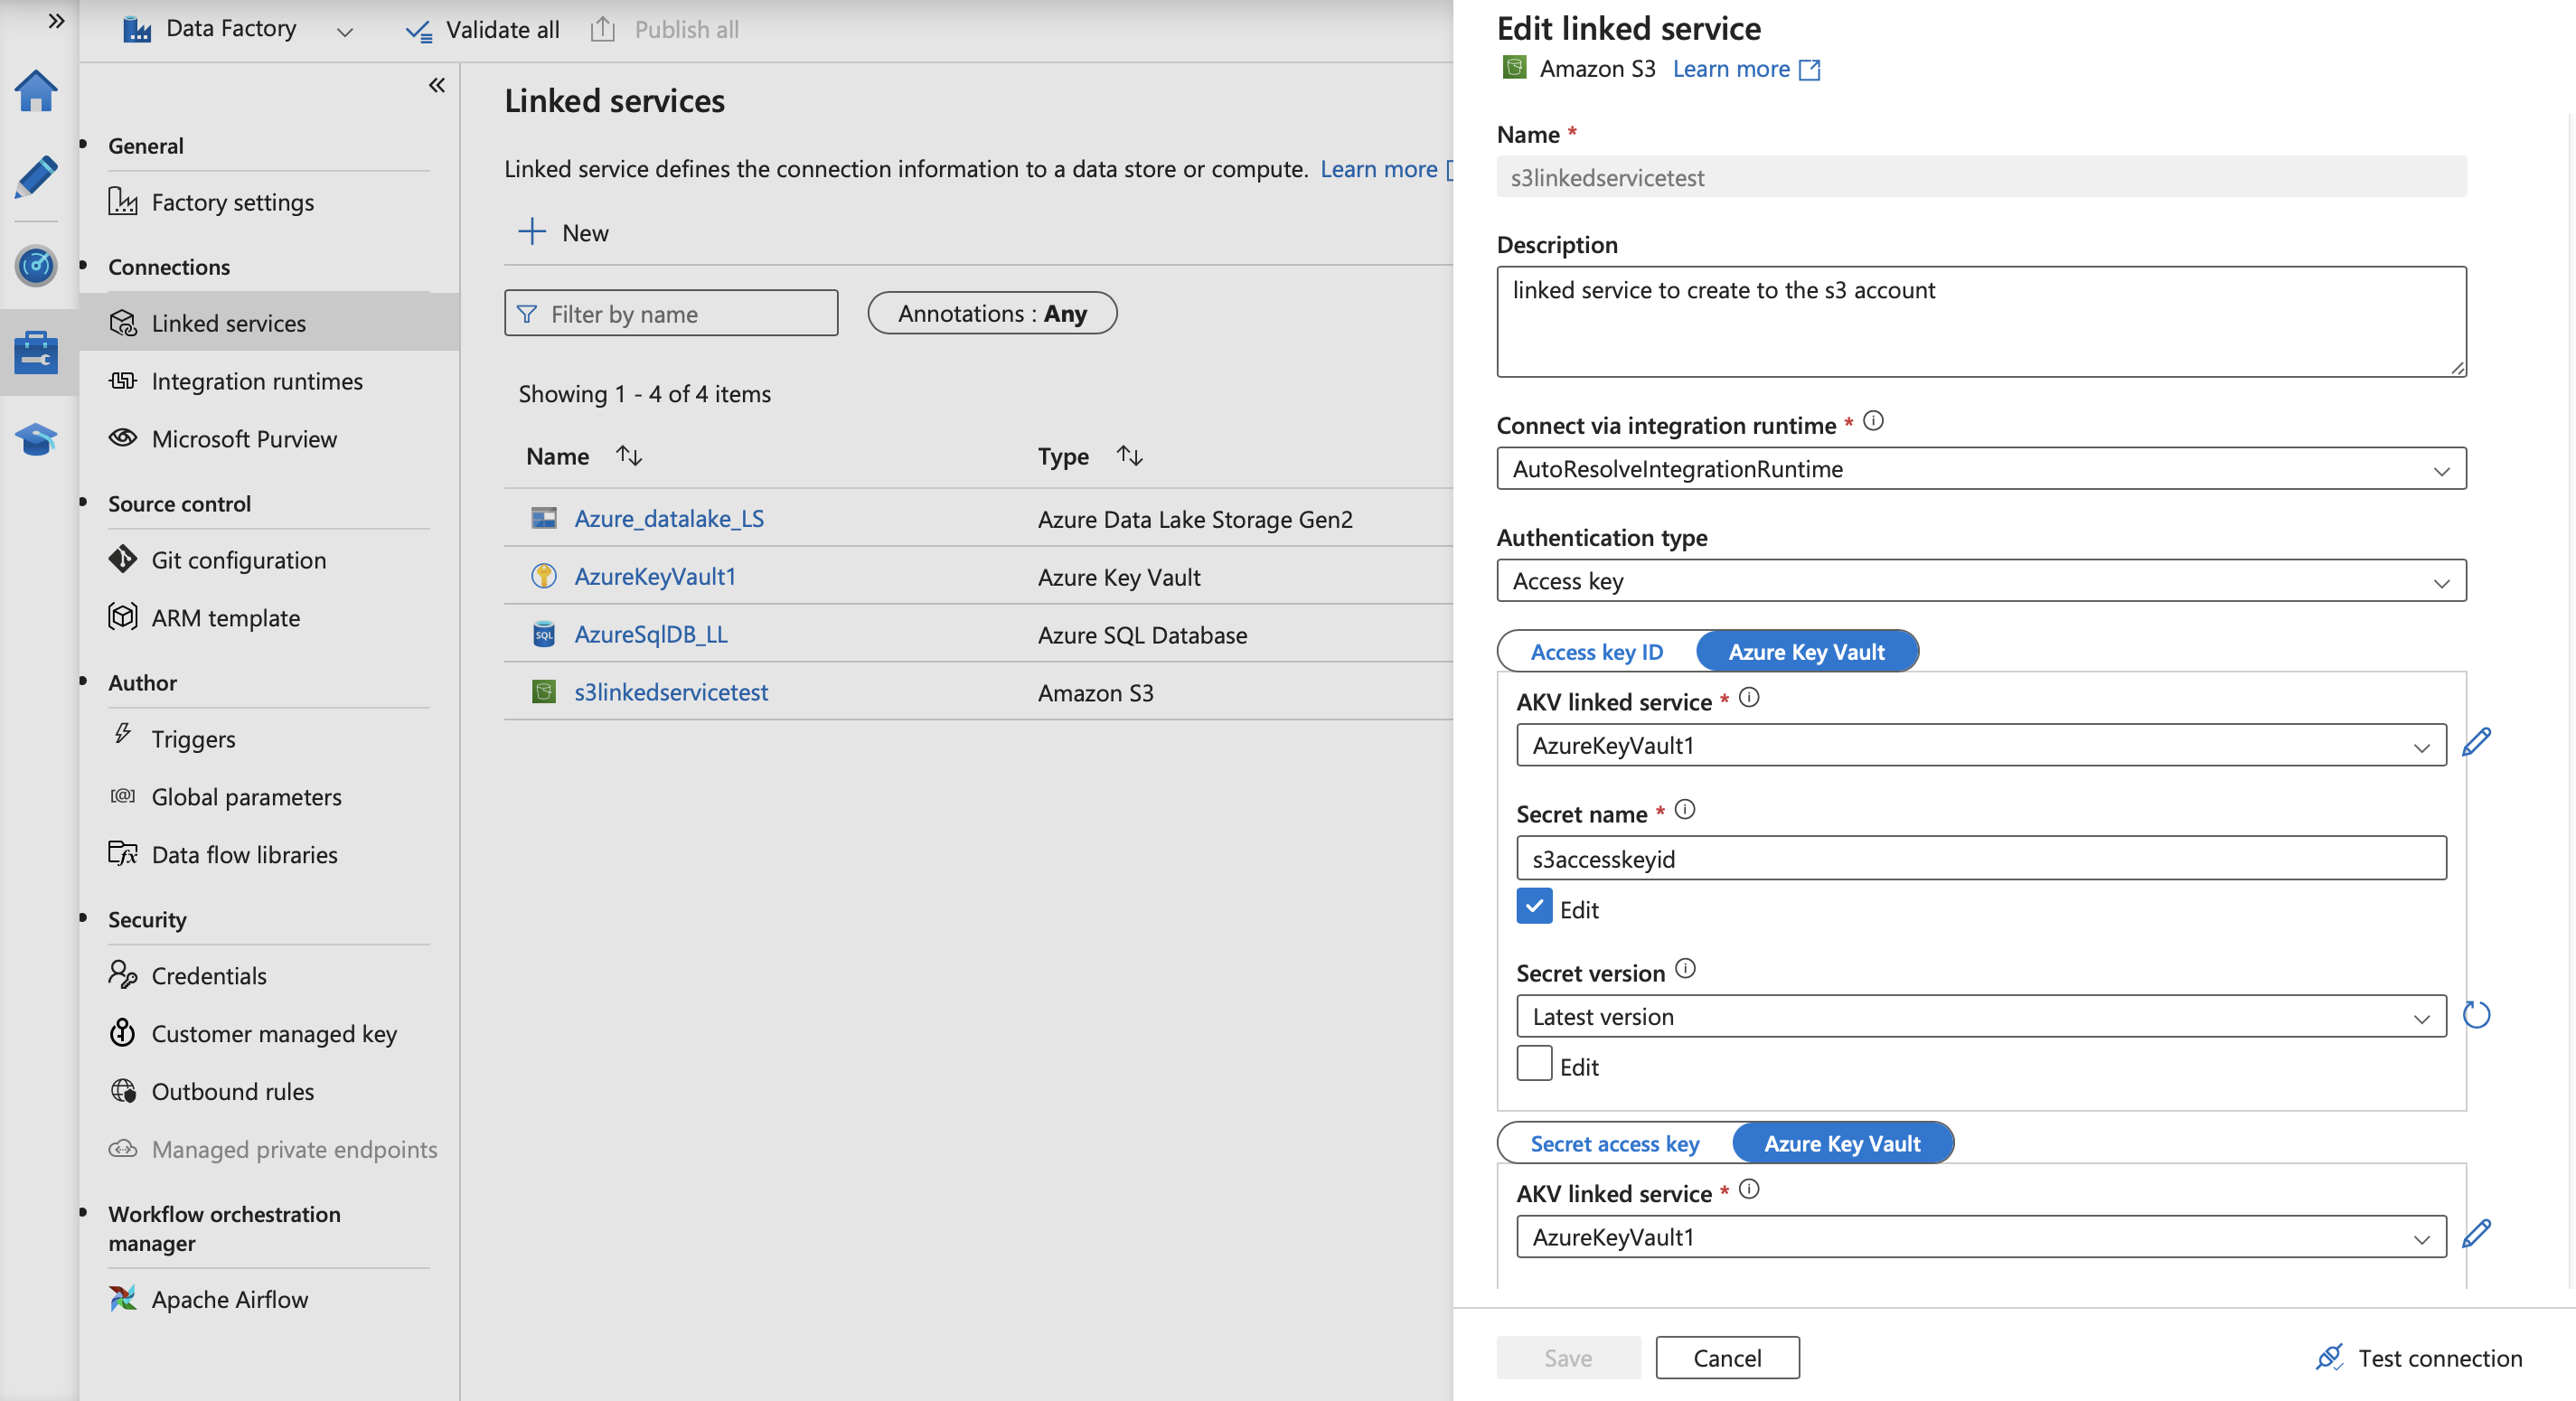 Data Factory
Validate all
Publish all
General
Factory settings
Connections
Linked services
Integration runtimes
Microsoft Purview
Source control
Git configuration
ARM template
Author
Triggers
Global parameters
Data flow libraries
Security
Credentials
Customer managed key
Outbound rules
Managed private endpoints
Workflow orchestration
manager
Apache Airflow
Linked services
Linked service defines the connection information to a data store or compute. Learn more
New
Filter by name
Annotations : Any
Showing 1 - 4 of 4 items
Name Type
Azure_datalake_LS Azure Data Lake Storage Gen2
AzureKeyVault1 Azure Key Vault
SQL AzureSqlDB_LL Azure SQL Database
s3linkedservicetest Amazon S3
Edit linked service
Amazon S3 Learn more
Name *
s3linkedservicetest
Description
linked service to create to the s3 account
Connect via integration runtime *
AutoResolveIntegrationRuntime
Authentication type
Access key
Access key ID Azure Key Vault
AKV linked service *
AzureKeyVault1
Secret name *
s3accesskeyid
Edit
Secret version
Latest version
Edit
Secret access key Azure Key Vault
AKV linked service *
AzureKeyVault1
Save Cancel Test connection